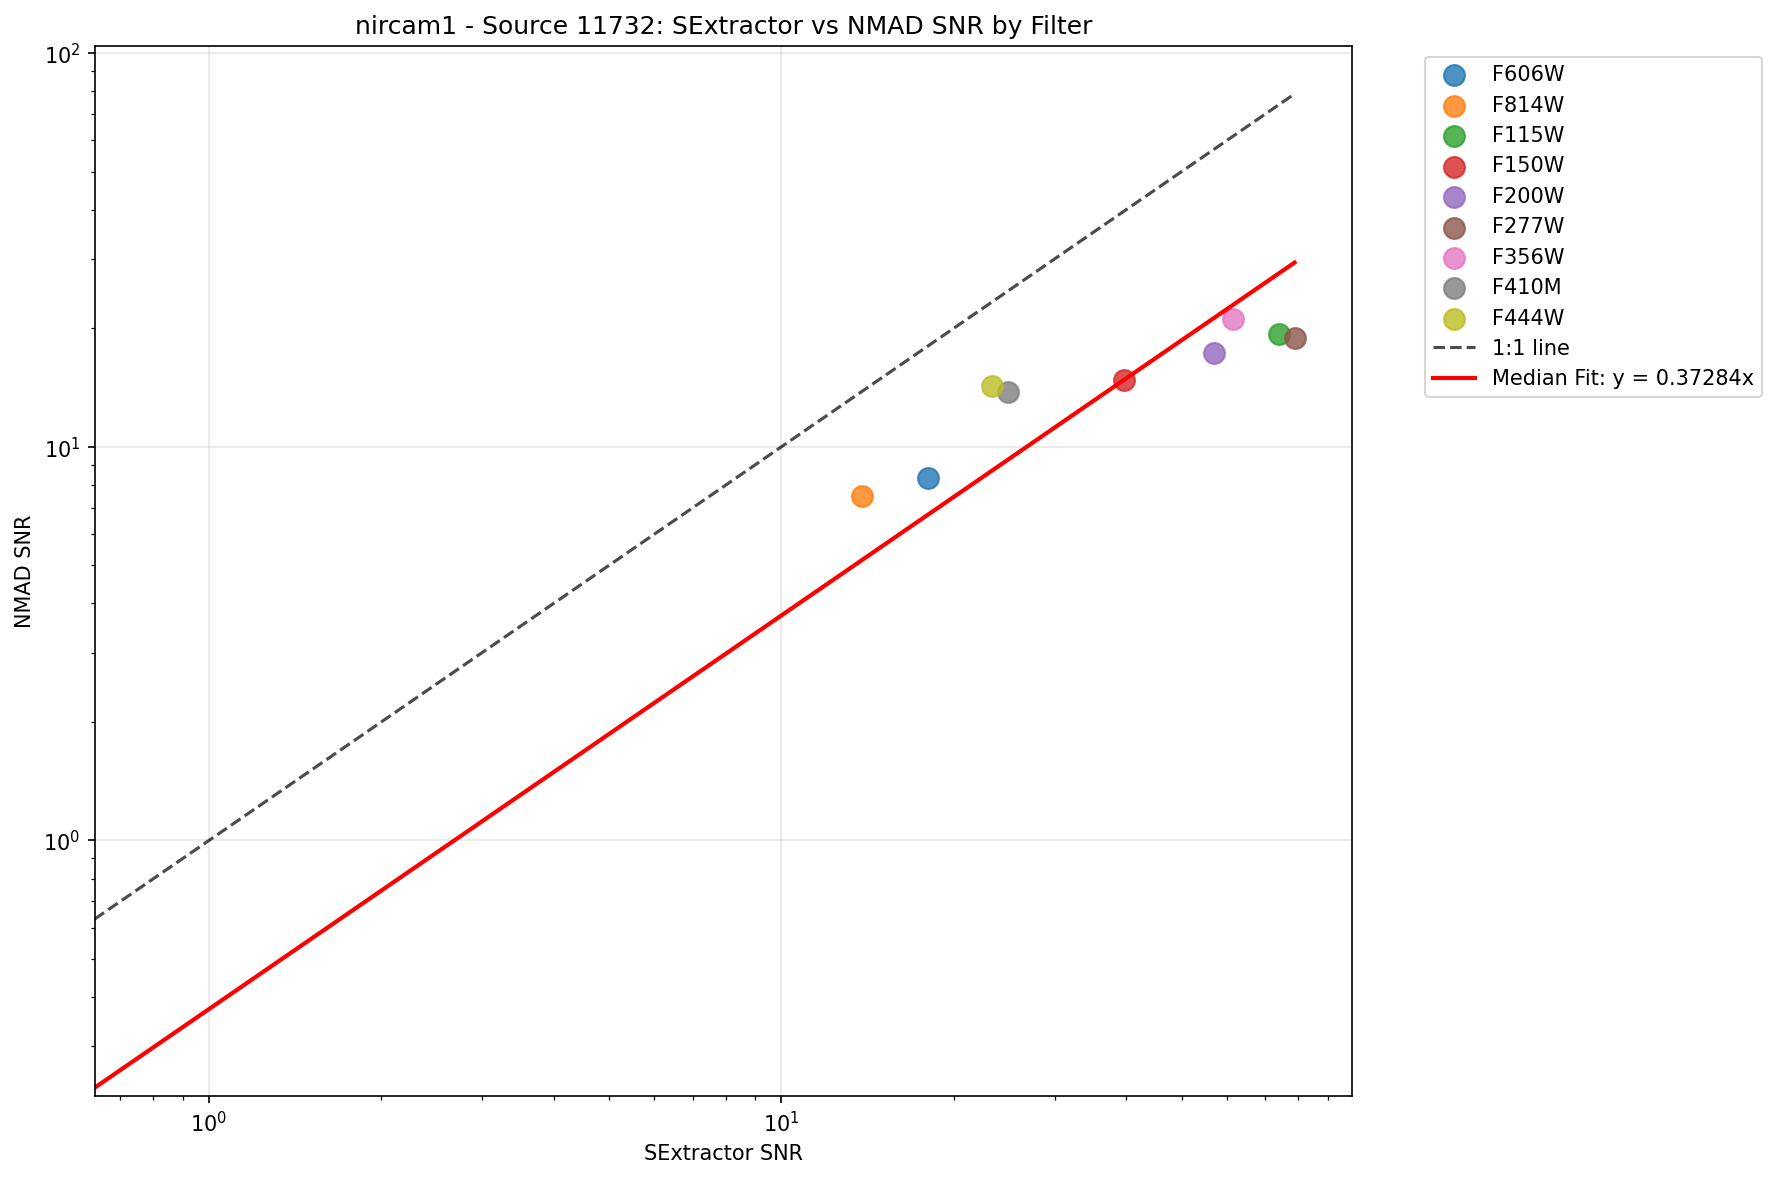 nircam1 - Source 11732: SExtractor vs NMAD SNR by Filter
NMAD SNR
10²
10¹
10⁰
10⁰
10¹
SExtractor SNR
F606W
F814W
F115W
F150W
F200W
F277W
F356W
F410M
F444W
1:1 line
Median Fit: y = 0.37284x